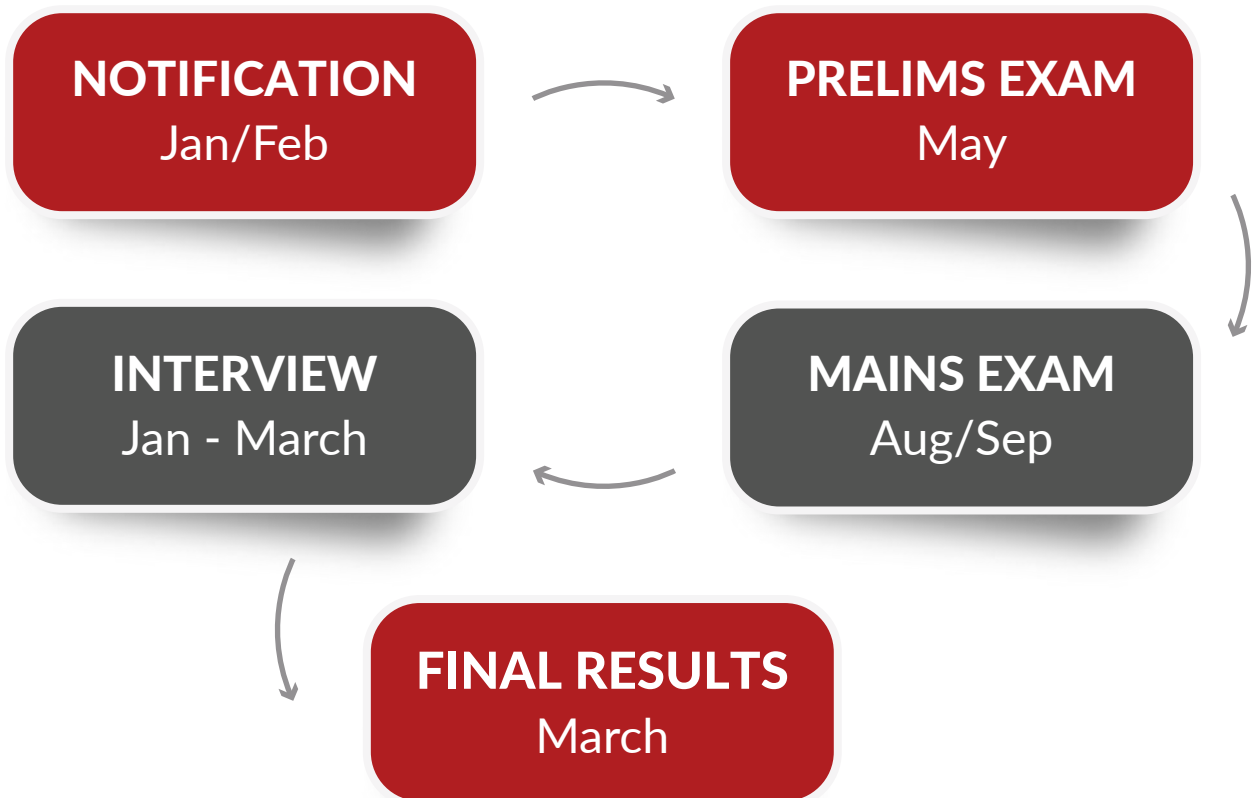 NOTIFICATION
Jan/Feb
PRELIMS EXAM
May
MAINS EXAM
Aug/Sep
INTERVIEW
Jan - March
FINAL RESULTS
March